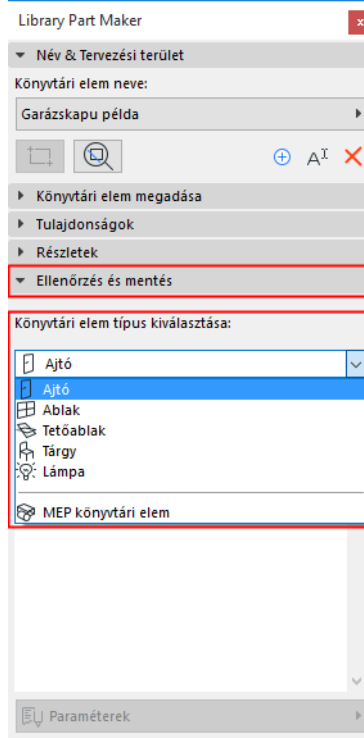 Library Part Maker
x
Név & Tervezési terület
Könyvtári elem neve:
Garázskapu példa
Könyvtári elem megadása
Tulajdonságok
Részletek
Ellenőrzés és mentés
Könyvtári elem típus kiválasztása:
Ajtó
Ajtó
Ablak
Tetőablak
Tárgy
Lámpa
MEP könyvtári elem
Paraméterek